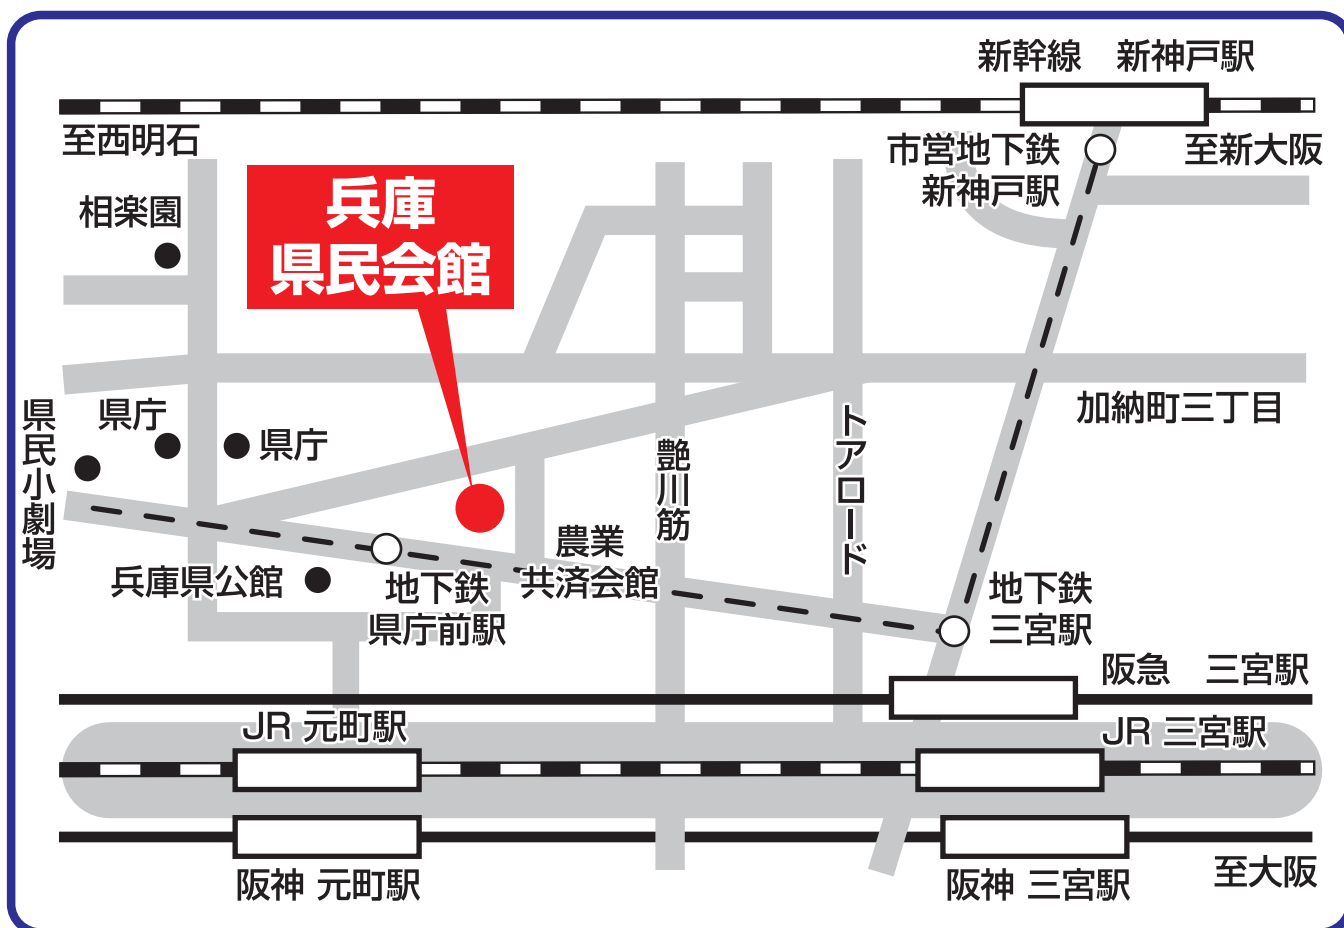 新幹線　新神戸駅
至西明石
市営地下鉄
新神戸駅
至新大阪
相楽園
兵庫
県民会館
加納町三丁目
県民小劇場
県庁
県庁
艶川筋
トアロード
農業
共済会館
兵庫県公館
地下鉄
県庁前駅
地下鉄
三宮駅
阪急　三宮駅
JR 元町駅
JR 三宮駅
阪神 元町駅
阪神 三宮駅
至大阪